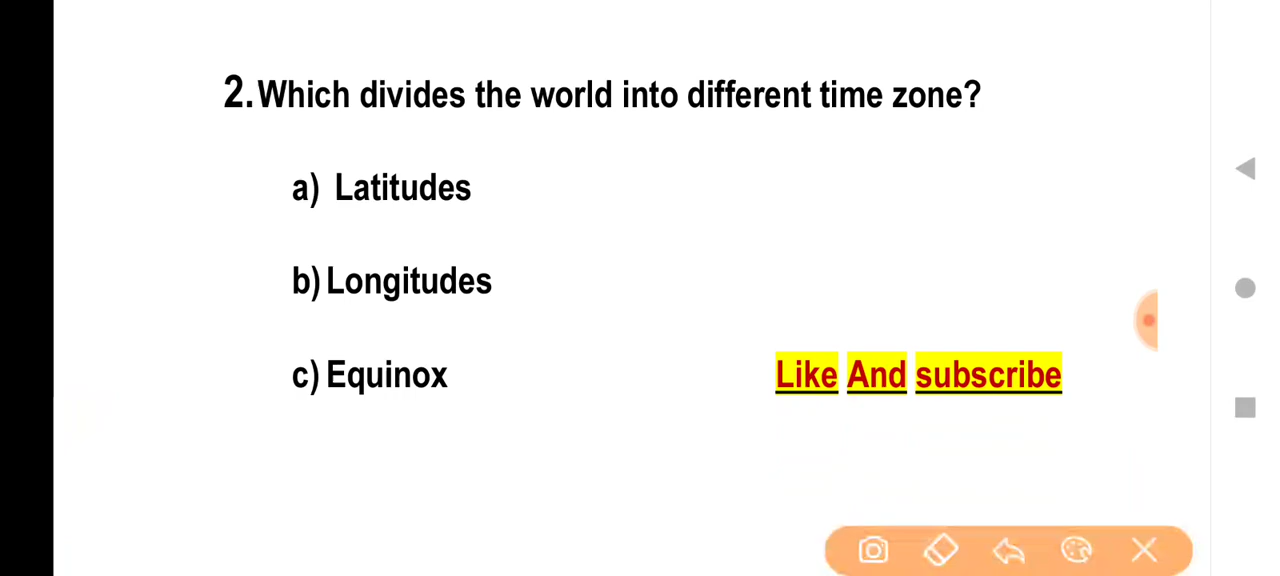 2.Which divides the world into different time zone?
a) Latitudes
b) Longitudes
c) Equinox
Like And subscribe